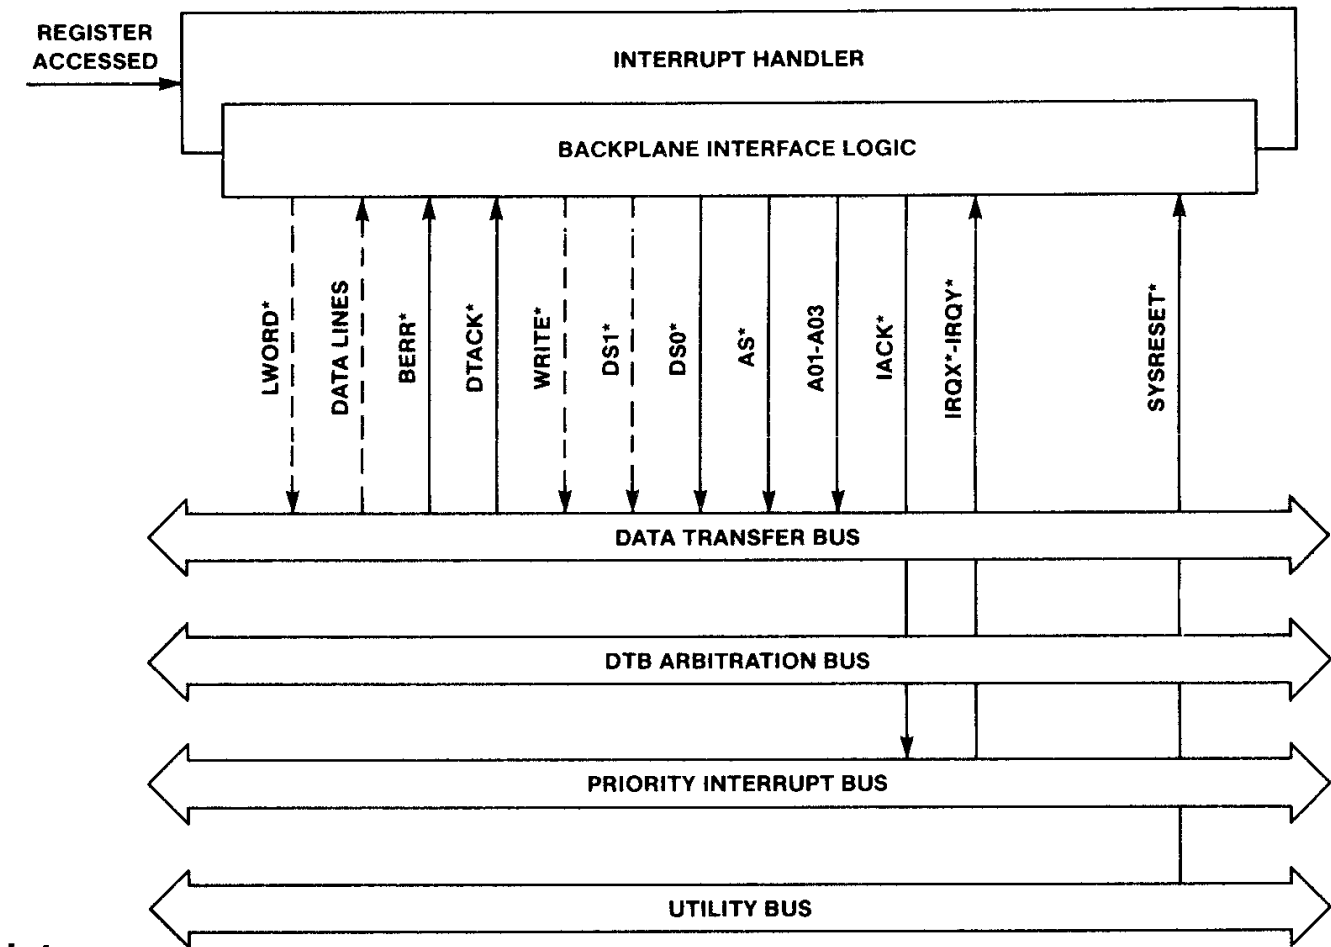 REGISTER
ACCESSED
INTERRUPT HANDLER
BACKPLANE INTERFACE LOGIC
LWORD*
DATA LINES
BERR*
DTACK*
WRITE*
DS1*
DS0*
AS*
A01-A03
IACK*
IRQX*-IRQY*
SYSRESET*
DATA TRANSFER BUS
DTB ARBITRATION BUS
PRIORITY INTERRUPT BUS
UTILITY BUS